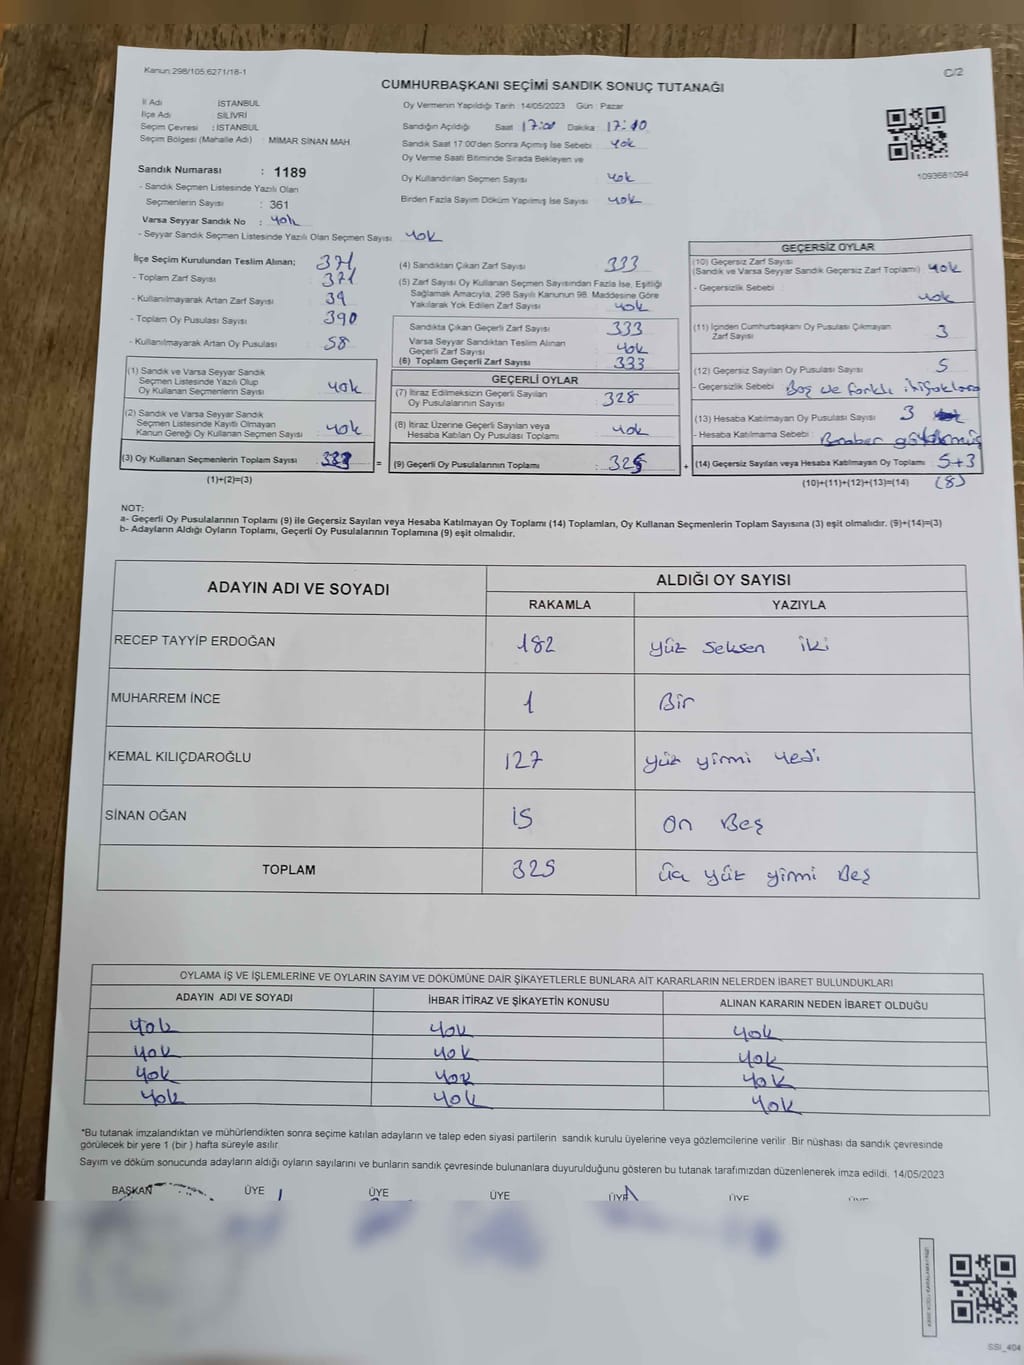 Kanun:298/105;6271/18-1
C/2
CUMHURBAŞKANI SEÇİMİ SANDIK SONUÇ TUTANAĞI
İl Adı İSTANBUL
İlçe Adı : SİLİVRİ
Seçim Çevresi : İSTANBUL
Seçim Bölgesi (Mahalle Adı) : MİMAR SİNAN MAH.
Sandık Numarası : 1189
- Sandık Seçmen Listesinde Yazılı Olan
Seçmenlerin Sayısı : 361
Varsa Seyyar Sandık No : yok
- Seyyar Sandık Seçmen Listesinde Yazılı Olan Seçmen Sayısı yok
Oy Vermenin Yapıldığı Tarih :14/05/2023 Gün : Pazar
Sandığın Açıldığı Saat 17:00 Dakika : 17:10
Sandık Saat 17:00'den Sonra Açımış İse Sebebi : yok
Oy Verme Saati Bitiminde Sırada Bekleyen ve
Oy Kullandırılan Seçmen Sayısı yok
Birden Fazla Sayım Döküm Yapılmış İse Sayısı : yok
1093681094
İlçe Seçim Kurulundan Teslim Alınan; 371
- Toplam Zarf Sayısı 371
- Kullanılmayarak Artan Zarf Sayısı
- Toplam Oy Pusulası Sayısı 390
- Kullanılmayarak Artan Oy Pusulası 58
(1) Sandık ve Varsa Seyyar Sandık
Seçmen Listesinde Yazılı Olup
Oy Kullanan Seçmenlerin Sayısı yok
(2) Sandık ve Varsa Seyyar Sandık
Seçmen Listesinde Kayıtlı Olmayan
Kanun Gereği Oy Kullanan Seçmen Sayısı yok
(3) Oy Kullanan Seçmenlerin Toplam Sayısı =
(1)+(2)=(3)
(4) Sandıktan Çıkan Zarf Sayısı 333
(5) Zarf Sayısı Oy Kullanan Seçmen Sayısından Fazla İse, Eşitliği
Sağlamak Amacıyla, 298 Sayılı Kanunun 98. Maddesine Göre
Yakılarak Yok Edilen Zarf Sayısı : yok
Sandıkta Çıkan Geçerli Zarf Sayısı 333
Varsa Seyyar Sandıktan Teslim Alınan
Geçerli Zarf Sayısı yok
(6) Toplam Geçerli Zarf Sayısı : 333
GEÇERLİ OYLAR
(7) İtiraz Edilmeksizin Geçerli Sayılan
Oy Pusulalarının Sayısı : 328
(8) İtiraz Üzerine Geçerli Sayılan veya
Hesaba Katılan Oy Pusulası Toplamı yok
(9) Geçerli Oy Pusulalarının Toplamı : 325 +
GEÇERSİZ OYLAR
(10) Geçersiz Zarf Sayısı
(Sandık ve Varsa Seyyar Sandık Geçersiz Zarf Toplamı) yok
- Geçersizlik Sebebi : yok
(11) İçinden Cumhurbaşkanı Oy Pusulası Çıkmayan
Zarf Sayısı 3
(12) Geçersiz Sayılan Oy Pusulası Sayısı 5
- Geçersizlik Sebebi Boş ve farklı
(13) Hesaba Katılmayan Oy Pusulası Sayısı 3
- Hesaba Katılmama Sebebi :
(14) Geçersiz Sayılan veya Hesaba Katılmayan Oy Toplamı 5+3
(10)+(11)+(12)+(13)=(14) (8)
NOT:
a- Geçerli Oy Pusulalarının Toplamı (9) ile Geçersiz Sayılan veya Hesaba Katılmayan Oy Toplamı (14) Toplamları, Oy Kullanan Seçmenlerin Toplam Sayısına (3) eşit olmalıdır. (9)+(14)=(3)
b- Adayların Aldığı Oyların Toplamı, Geçerli Oy Pusulalarının Toplamına (9) eşit olmalıdır.
ADAYIN ADI VE SOYADI ALDIĞI OY SAYISI
RAKAMLA YAZIYLA
RECEP TAYYİP ERDOĞAN 182 yüz seksen iki
MUHARREM İNCE 1 Bir
KEMAL KILIÇDAROĞLU 127 yüz yirmi yedi
SİNAN OĞAN 15 On Beş
TOPLAM 325 üç yüz yirmi Beş
OYLAMA İŞ VE İŞLEMLERİNE VE OYLARIN SAYIM VE DÖKÜMÜNE DAİR ŞİKAYETLERLE BUNLARA AİT KARARLARIN NELERDEN İBARET BULUNDUKLARI
ADAYIN ADI VE SOYADI İHBAR İTİRAZ VE ŞİKAYETİN KONUSU ALINAN KARARIN NEDEN İBARET OLDUĞU
yok yok yok
yok yok yok
yok yok yok
yok yok yok
*Bu tutanak imzalandıktan ve mühürlendikten sonra seçime katılan adayların ve talep eden siyasi partilerin sandık kurulu üyelerine veya gözlemcilerine verilir .Bir nüshası da sandık çevresinde
görülecek bir yere 1 (bir ) hafta süreyle asılır.
Sayım ve döküm sonucunda adayların aldığı oyların sayılarını ve bunların sandık çevresinde bulunanlara duyurulduğunu gösteren bu tutanak tarafımızdan düzenlenerek imza edildi. 14/05/2023
BAŞKAN ÜYE ÜYE ÜYE ÜYE ÜYE
SSI_404